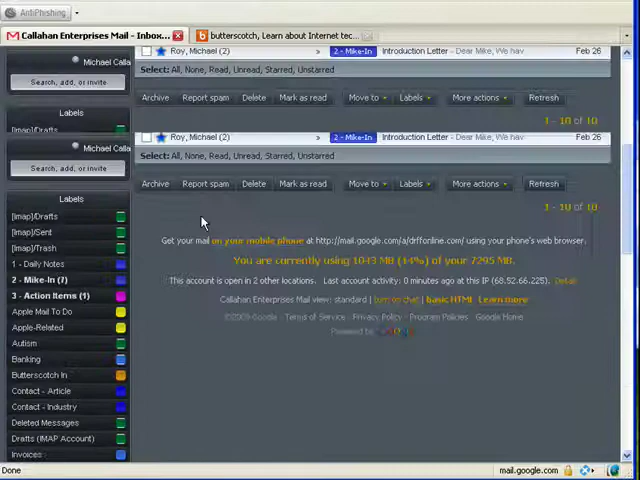 AntiPhishing
Callahan Enterprises Mail - Inbox... butterscotch, Learn about Internet tec...
Michael Calla
Roy, Michael (2) » 2 - Mike-In Introduction Letter - Dear Mike, We hav Feb 26
Search, add, or invite
Select: All, None, Read, Unread, Starred, Unstarred
Archive Report spam Delete Mark as read Move to Labels More actions Refresh
Labels
1 - 10 of 10
[Imap]/Drafts
Michael Calla
Roy, Michael (2) » 2 - Mike-In Introduction Letter - Dear Mike, We hav Feb 26
Search, add, or invite
Select: All, None, Read, Unread, Starred, Unstarred
Archive Report spam Delete Mark as read Move to Labels More actions Refresh
Labels
1 - 10 of 10
[Imap]/Drafts
[Imap]/Sent
[Imap]/Trash
1 - Daily Notes
2 - Mike-In (7)
3 - Action Items (1)
Apple Mail To Do
Apple-Related
Autism
Banking
Butterscotch In
Contact - Article
Contact - Industry
Deleted Messages
Drafts (IMAP Account)
Invoices
Get your mail on your mobile phone at http://mail.google.com/a/drffonline.com/ using your phone's web browser.
You are currently using 1043 MB (14%) of your 7295 MB.
This account is open in 2 other locations. Last account activity: 0 minutes ago at this IP (68.52.66.225). Details
Callahan Enterprises Mail view: standard | turn on chat | basic HTML Learn more
©2009 Google - Terms of Service - Privacy Policy - Program Policies - Google Home
Powered by
Done mail.google.com